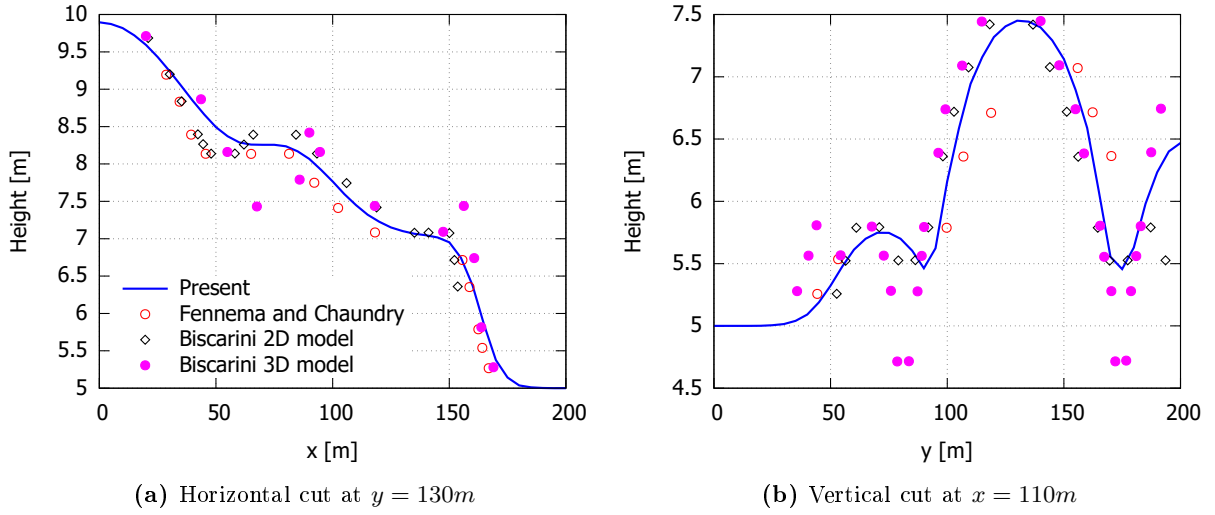 10
9.5
9
8.5
8
7.5
7
6.5
6
5.5
5
0
50
100
150
200
Height [m]
x [m]
Present
Fennema and Chaundry
Biscarini 2D model
Biscarini 3D model
(a) Horizontal cut at y = 130m
7.5
7
6.5
6
5.5
5
4.5
0
50
100
150
200
Height [m]
y [m]
(b) Vertical cut at x = 110m